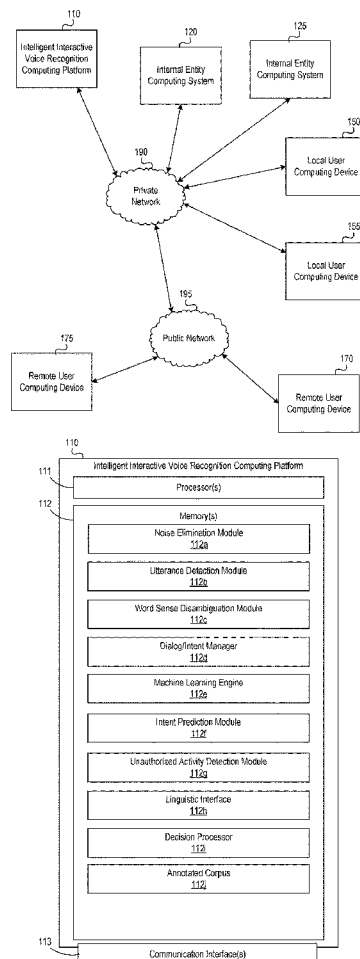 110
Intelligent Interactive
Voice Recognition
Computing Platform
120
Internal Entity
Computing System
125
Internal Entity
Computing System
190
Private
Network
150
Local User
Computing Device
155
Local User
Computing Device
195
Public Network
175
Remote User
Computing Device
170
Remote User
Computing Device
110
Intelligent Interactive Voice Recognition Computing Platform
111
Processor(s)
112
Memory(s)
Noise Elimination Module
112a
Utterance Detection Module
112b
Word Sense Disambiguation Module
112c
Dialog/Intent Manager
112d
Machine Learning Engine
112e
Intent Prediction Module
112f
Unauthorized Activity Detection Module
112g
Linguistic Interface
112h
Decision Processor
112i
Annotated Corpus
112j
113
Communication Interface(s)